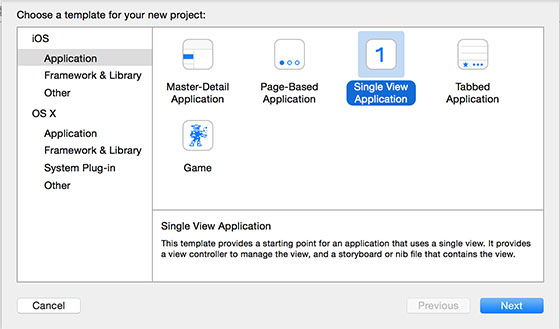 Choose a template for your new project:
iOS
Application
Framework & Library
Other
OS X
Application
Framework & Library
System Plug-in
Other
Master-Detail
Application
Page-Based
Application
1
Single View
Application
Tabbed
Application
Game
Single View Application
This template provides a starting point for an application that uses a single view. It provides
a view controller to manage the view, and a storyboard or nib file that contains the view.
Cancel
Previous
Next